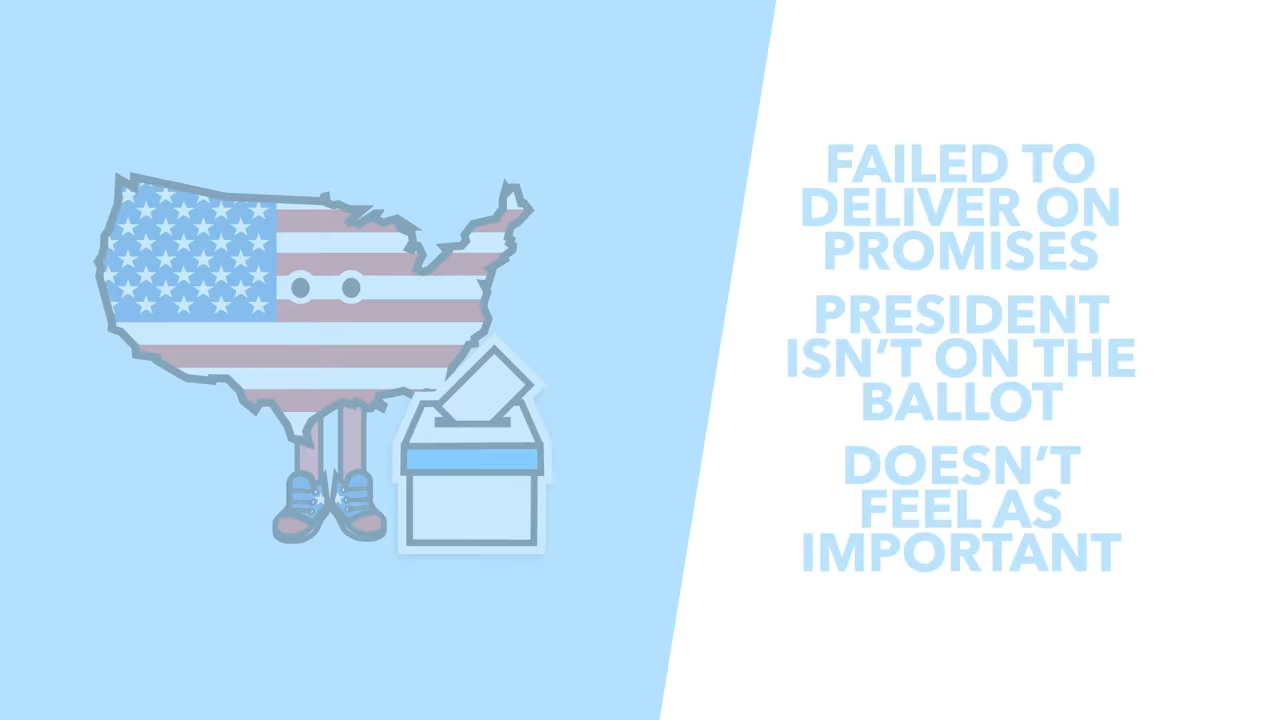 FAILED TO
DELIVER ON
PROMISES
PRESIDENT
ISN'T ON THE
BALLOT
DOESN'T
FEEL AS
IMPORTANT